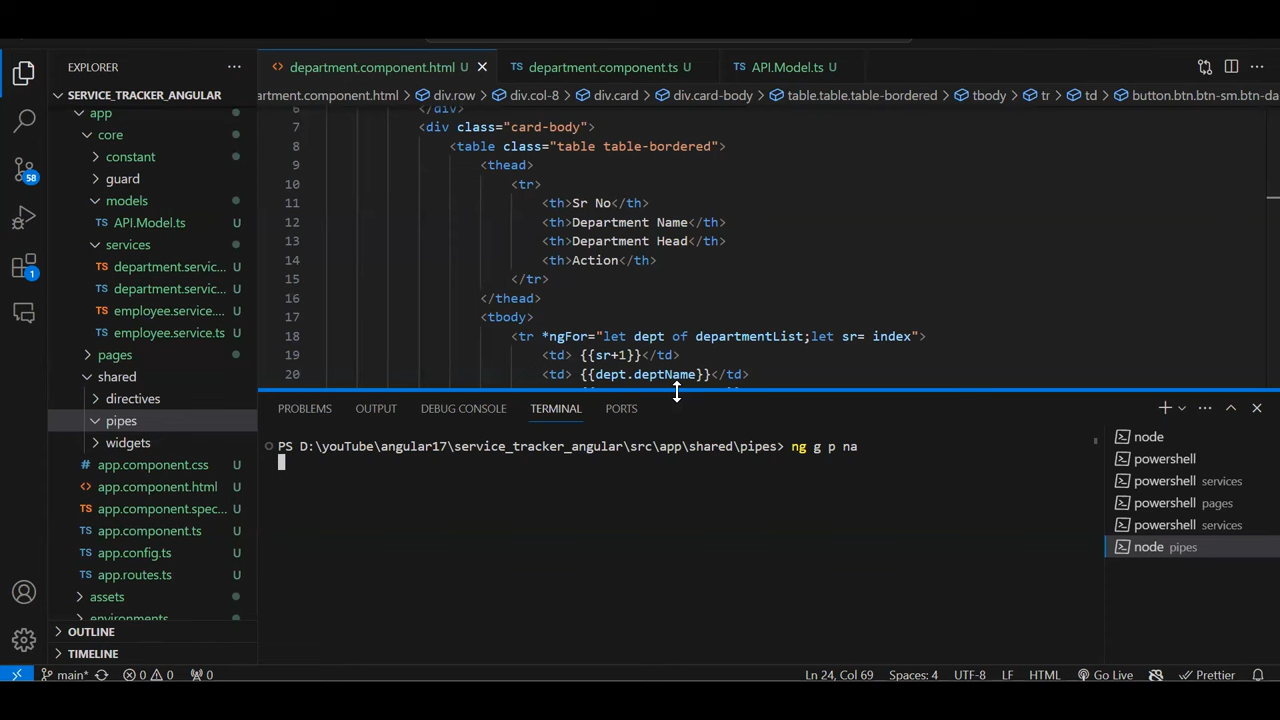 EXPLORER
SERVICE_TRACKER_ANGULAR
app
core
constant
guard
models
API.Model.ts U
services
department.servic... U
department.servic... U
employee.service... U
employee.service.ts U
pages
shared
directives
pipes
widgets
app.component.css U
app.component.html U
app.component.spec... U
app.component.ts U
app.config.ts U
app.routes.ts U
assets
environments
OUTLINE
TIMELINE
58
1
department.component.html U
department.component.ts U
API.Model.ts U
artment.component.html > div.row > div.col-8 > div.card > div.card-body > table.table.table-bordered > tbody > tr > td > button.btn.btn-sm.btn-da
6 </div>
7 <div class="card-body">
8 <table class="table table-bordered">
9 <thead>
10 <tr>
11 <th>Sr No</th>
12 <th>Department Name</th>
13 <th>Department Head</th>
14 <th>Action</th>
15 </tr>
16 </thead>
17 <tbody>
18 <tr *ngFor="let dept of departmentList;let sr= index">
19 <td> {{sr+1}}</td>
20 <td> {{dept.deptName}}</td>
PROBLEMS OUTPUT DEBUG CONSOLE TERMINAL PORTS
PS D:\youTube\angular17\service_tracker_angular\src\app\shared\pipes> ng g p na
node
powershell
powershell services
powershell pages
powershell services
node pipes
main* 0 0 0 Ln 24, Col 69 Spaces: 4 UTF-8 LF HTML Go Live Prettier